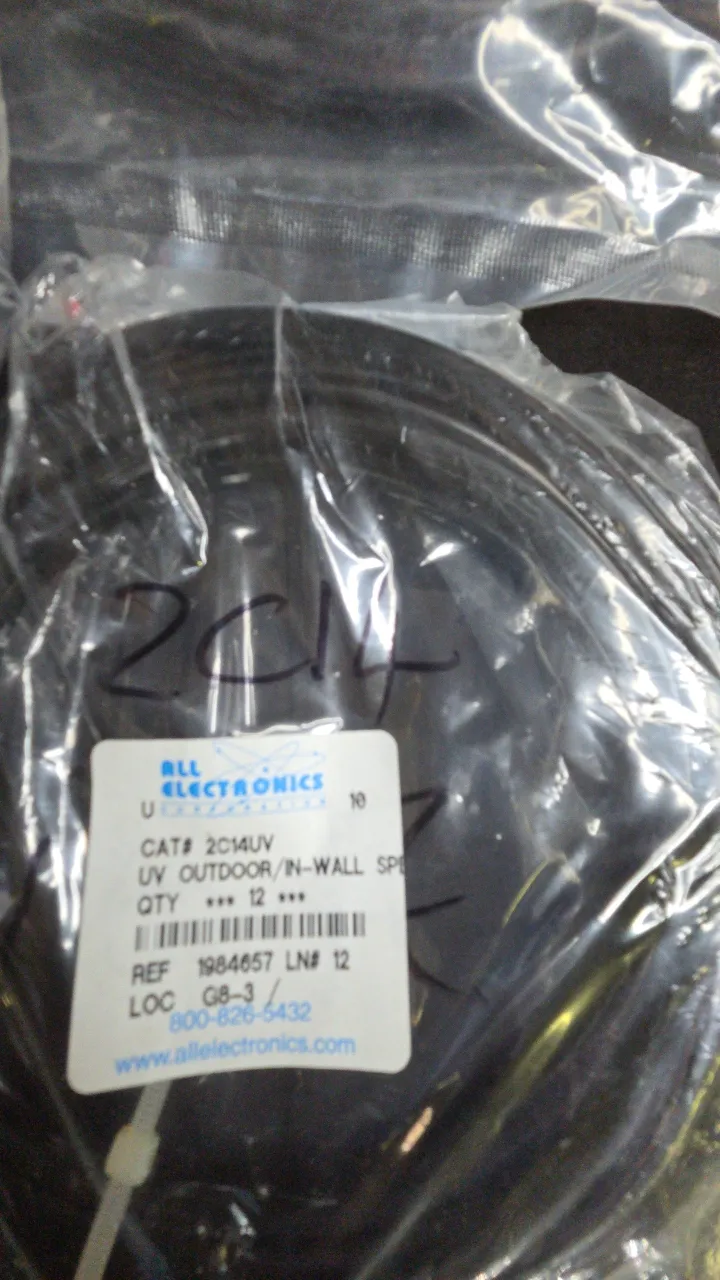 2C14
ALL
ELECTRONICS
U CORPORATION 10
CAT# 2C14UV
UV OUTDOOR/IN-WALL SPE
QTY *** 12 ***
REF 1984657 LN# 12
LOC G8-3 /
800-826-5432
www.allelectronics.com